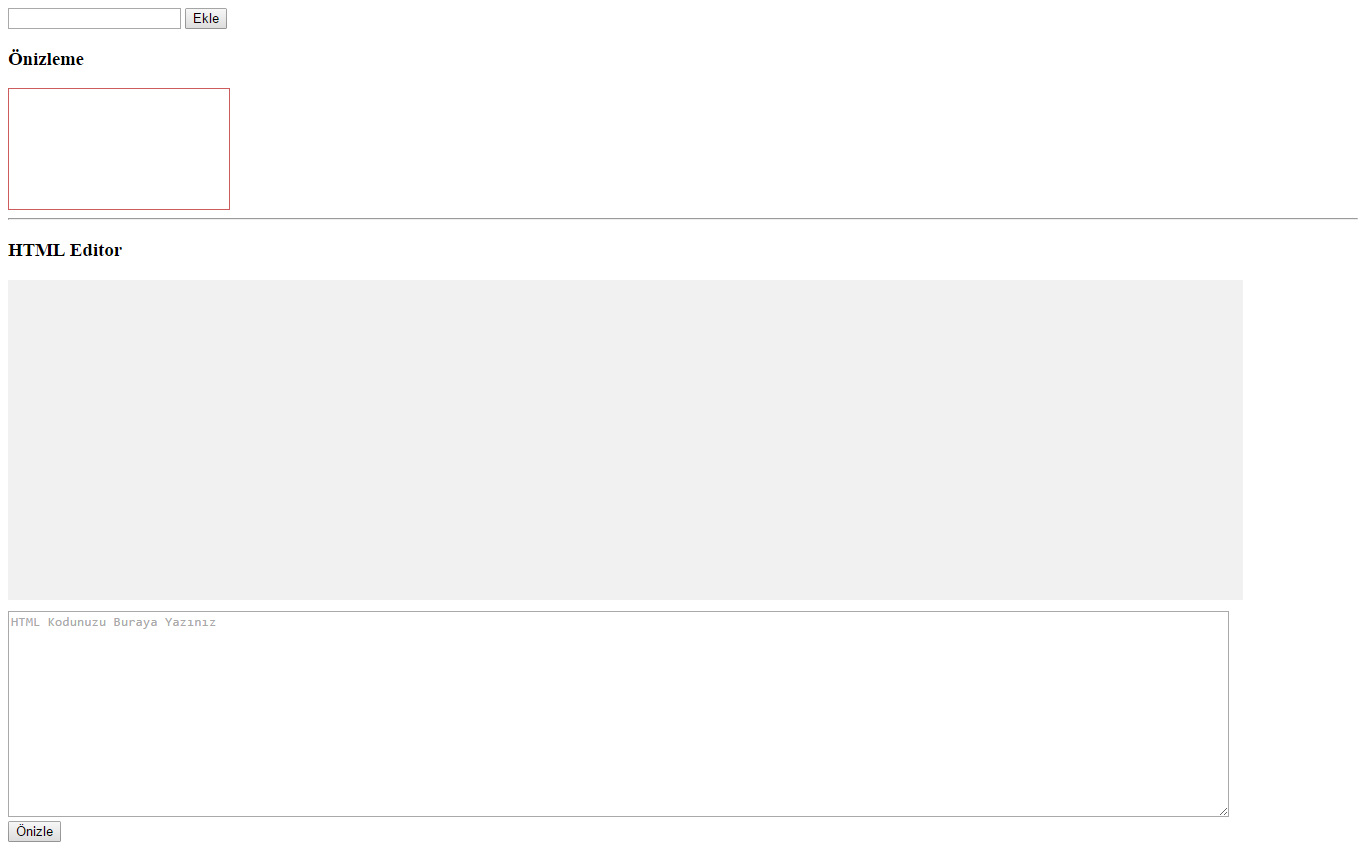 Ekle
Önizleme
HTML Editor
HTML Kodunuzu Buraya Yazınız
Önizle